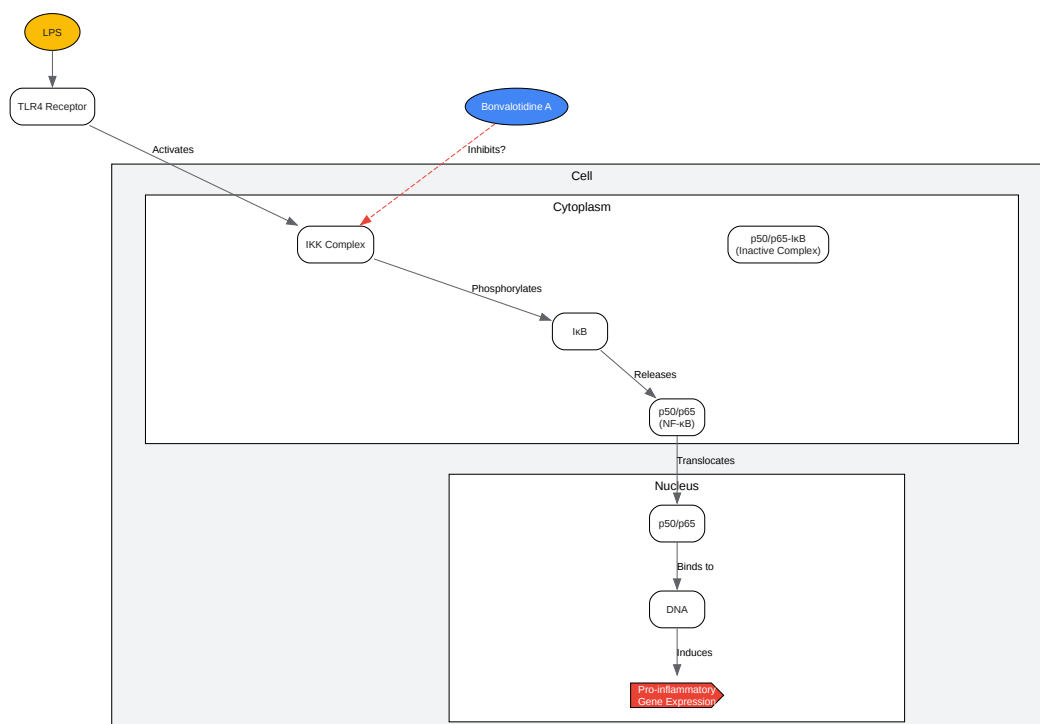 LPS
TLR4 Receptor
Bonvalotidine A
Activates
Inhibits?
Cell
Cytoplasm
IKK Complex
p50/p65-IκB
(Inactive Complex)
Phosphorylates
IκB
Releases
p50/p65
(NF-κB)
Translocates
Nucleus
p50/p65
Binds to
DNA
Induces
Pro-inflammatory
Gene Expression